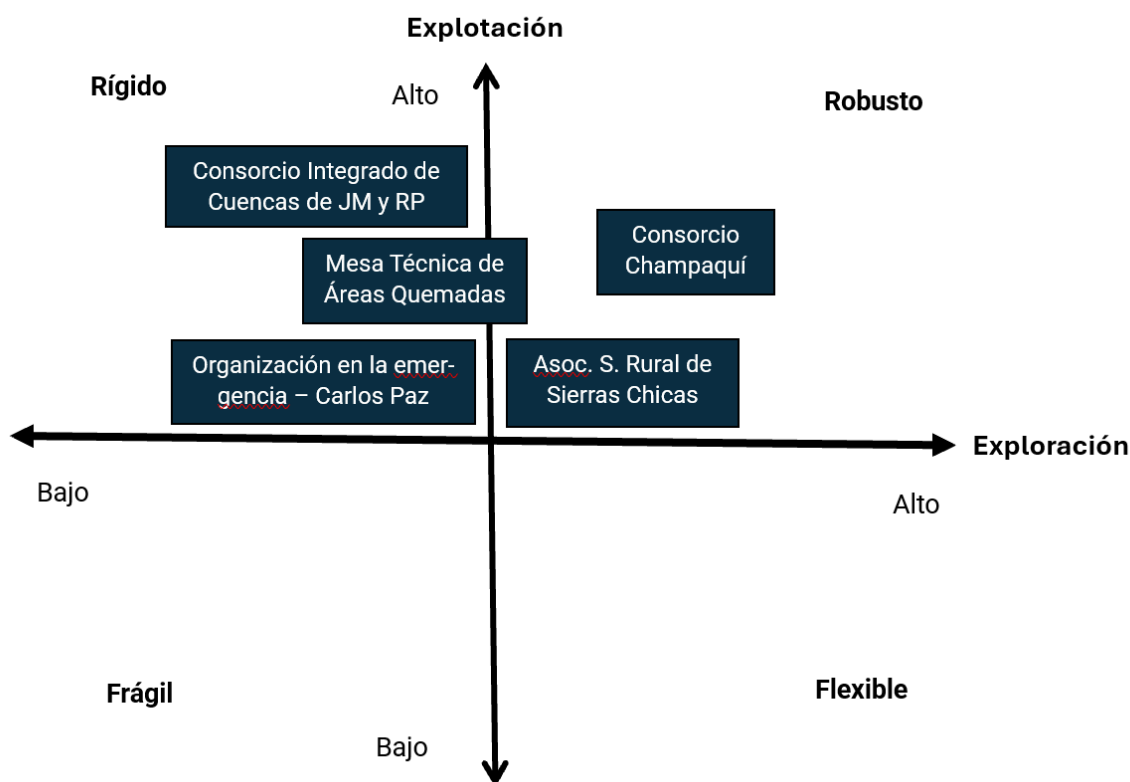 Explotación
Rígido
Alto
Robusto
Consorcio Integrado de
Cuencas de JM y RP
Consorcio
Champaquí
Mesa Técnica de
Áreas Quemadas
Organización en la emer-
gencia – Carlos Paz
Asoc. S. Rural de
Sierras Chicas
Exploración
Bajo
Alto
Frágil
Flexible
Bajo